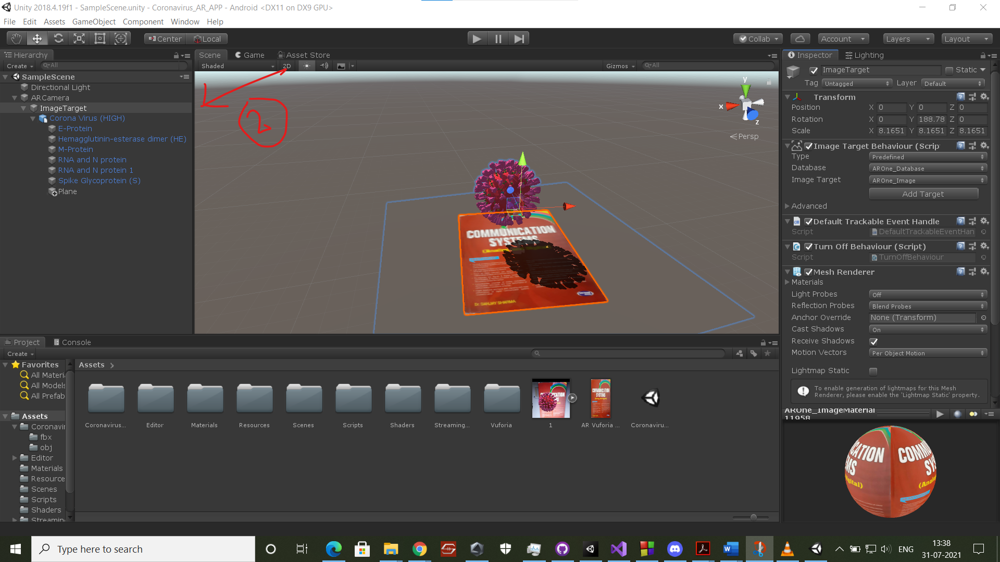 Unity 2018.4.19f1 - SampleScene.unity - Coronavirus_AR_APP - Android <DX11 on DX9 GPU>
File Edit Assets GameObject Component Window Help
Center Local Collab Account Layers Layout
Hierarchy Scene Game Asset Store Inspector Lighting
Create All Shaded 2D Gizmos All
SampleScene
Directional Light
ARCamera
ImageTarget
Corona Virus (HIGH)
E-Protein
Hemagglutinin-esterase dimer (HE)
M-Protein
RNA and N protein
RNA and N protein 1
Spike Glycoprotein (S)
Plane
2
y
x
z
Persp
COMMUNICATION
SYSTEMS
Dr. SANJAY SHARMA
ImageTarget Static
Tag Untagged Layer Default
Transform
Position X 0 Y 0 Z 0
Rotation X 0 Y 188.78 Z 0
Scale X 8.1651 Y 8.1651 Z 8.1651
Image Target Behaviour (Scrip
Type Predefined
Database AROne_Database
Image Target AROne_Image
Add Target
Advanced
Default Trackable Event Handle
Script DefaultTrackableEventHan
Turn Off Behaviour (Script)
Script TurnOffBehaviour
Mesh Renderer
Materials
Light Probes Off
Reflection Probes Blend Probes
Anchor Override None (Transform)
Cast Shadows On
Receive Shadows
Motion Vectors Per Object Motion
Lightmap Static
To enable generation of lightmaps for this Mesh
Renderer, please enable the 'Lightmap Static' property.
AROne_ImageMaterial
11958
Project Console
Create
Favorites
All Materi
All Models
All Prefab
Assets
Coronavir
fbx
obj
Editor
Materials
Resource
Scenes
Scripts
Shaders
Streaming
Assets
Coronavirus... Editor Materials Resources Scenes Scripts Shaders Streaming... Vuforia 1 AR Vuforia ... Coronaviru...
Type here to search
ENG
13:38
31-07-2021